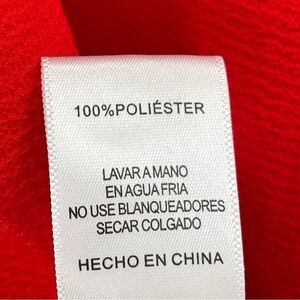 100%POLIÉSTER
LAVAR A MANO
EN AGUA FRIA
NO USE BLANQUEADORES
SECAR COLGADO
HECHO EN CHINA